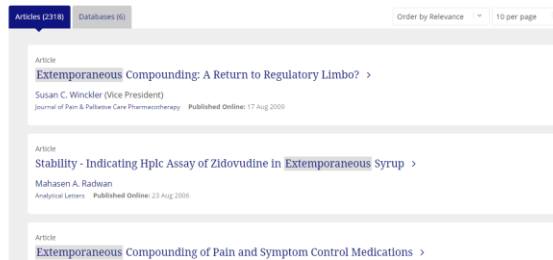 Articles (2318) Databases (6) Order by Relevance 10 per page
Article
Extemporaneous Compounding: A Return to Regulatory Limbo? >
Susan C. Winckler (Vice President)
Journal of Pain & Palliative Care Pharmacotherapy Published Online: 17 Aug 2009
Article
Stability - Indicating Hplc Assay of Zidovudine in Extemporaneous Syrup >
Mahasen A. Radwan
Analytical Letters Published Online: 23 Aug 2006
Article
Extemporaneous Compounding of Pain and Symptom Control Medications >